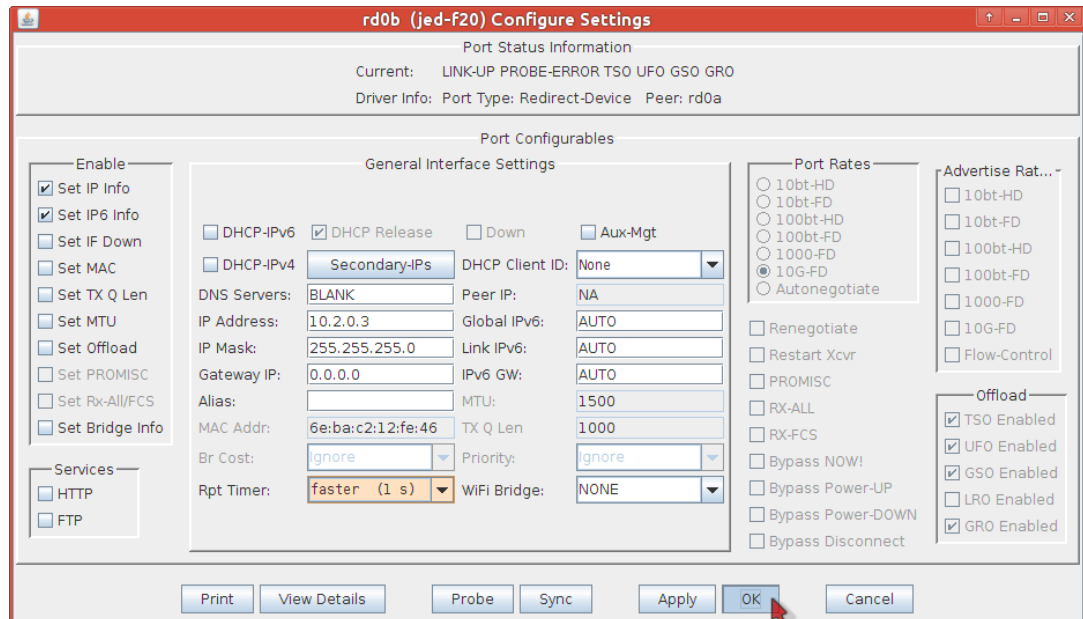 rd0b (jed-f20) Configure Settings
Port Status Information
Current: LINK-UP PROBE-ERROR TSO UFO GSO GRO
Driver Info: Port Type: Redirect-Device Peer: rd0a
Port Configurables
Enable
Set IP Info
Set IP6 Info
Set IF Down
Set MAC
Set TX Q Len
Set MTU
Set Offload
Set PROMISC
Set Rx-All/FCS
Set Bridge Info
Services
HTTP
FTP
General Interface Settings
DHCP-IPv6 DHCP Release Down Aux-Mgt
DHCP-IPv4 Secondary-IPs DHCP Client ID: None
DNS Servers: BLANK Peer IP: NA
IP Address: 10.2.0.3 Global IPv6: AUTO
IP Mask: 255.255.255.0 Link IPv6: AUTO
Gateway IP: 0.0.0.0 IPv6 GW: AUTO
Alias: MTU: 1500
MAC Addr: 6e:ba:c2:12:fe:46 TX Q Len 1000
Br Cost: Ignore Priority: Ignore
Rpt Timer: faster (1 s) WiFi Bridge: NONE
Port Rates
10bt-HD
10bt-FD
100bt-HD
100bt-FD
1000-FD
10G-FD
Autonegotiate
Renegotiate
Restart Xcvr
PROMISC
RX-ALL
RX-FCS
Bypass NOW!
Bypass Power-UP
Bypass Power-DOWN
Bypass Disconnect
Advertise Rat...
10bt-HD
10bt-FD
100bt-HD
100bt-FD
1000-FD
10G-FD
Flow-Control
Offload
TSO Enabled
UFO Enabled
GSO Enabled
LRO Enabled
GRO Enabled
Print View Details Probe Sync Apply OK Cancel